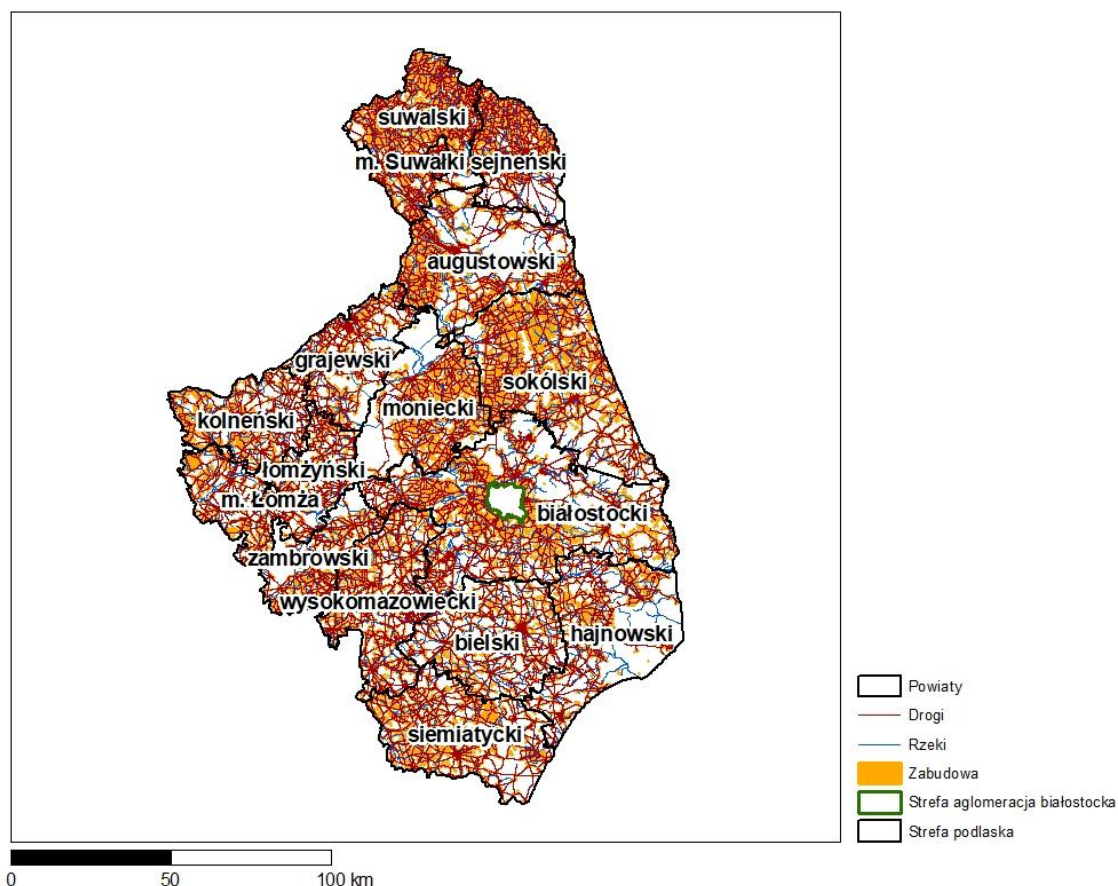 suwalski
m. Suwałki sejneński
augustowski
grajewski
sokólski
moniecki
kolneński
łomżyński
m. Łomża
białostocki
zambrowski
wysokomazowiecki
bielski
hajnowski
siemiatycki
Powiaty
Drogi
Rzeki
Zabudowa
Strefa aglomeracja białostocka
Strefa podlaska
0 50 100 km